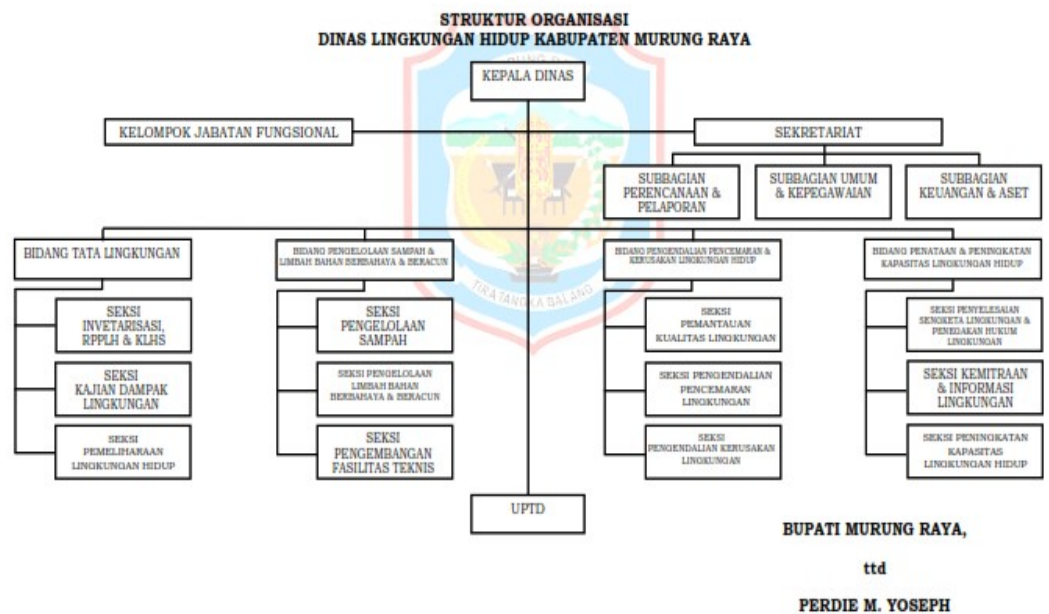 STRUKTUR ORGANISASI
DINAS LINGKUNGAN HIDUP KABUPATEN MURUNG RAYA
KEPALA DINAS
KELOMPOK JABATAN FUNGSIONAL
SEKRETARIAT
SUBBAGIAN
PERENCANAAN &
PELAPORAN
SUBBAGIAN UMUM
& KEPEGAWAIAN
SUBBAGIAN
KEUANGAN & ASET
BIDANG TATA LINGKUNGAN
BIDANG PENGELOLAAN SAMPAH &
LIMBAH BAHAN BERBAHAYA & BERACUN
BIDANG PENGENDALIAN PENCEMARAN &
KERUSAKAN LINGKUNGAN HIDUP
BIDANG PENATAAN & PENINGKATAN
KAPASITAS LINGKUNGAN HIDUP
SEKSI
INVETARISASI,
RPPLH & KLHS
SEKSI
KAJIAN DAMPAK
LINGKUNGAN
SEKSI
PEMELIHARAAN
LINGKUNGAN HIDUP
SEKSI
PENGELOLAAN
SAMPAH
SEKSI PENGELOLAAN
LIMBAH BAHAN
BERBAHAYA & BERACUN
SEKSI
PENGEMBANGAN
FASILITAS TEKNIS
SEKSI
PEMANTAUAN
KUALITAS LINGKUNGAN
SEKSI PENGENDALIAN
PENCEMARAN
LINGKUNGAN
SEKSI
PENGENDALIAN KERUSAKAN
LINGKUNGAN
SEKSI PENYELESAIAN
SENGKETA LINGKUNGAN &
PENEGAKAN HUKUM
LINGKUNGAN
SEKSI KEMITRAAN
& INFORMASI
LINGKUNGAN
SEKSI PENINGKATAN
KAPASITAS
LINGKUNGAN HIDUP
TIRA TANGKA BALANG
UPTD
BUPATI MURUNG RAYA,
ttd
PERDIE M. YOSEPH